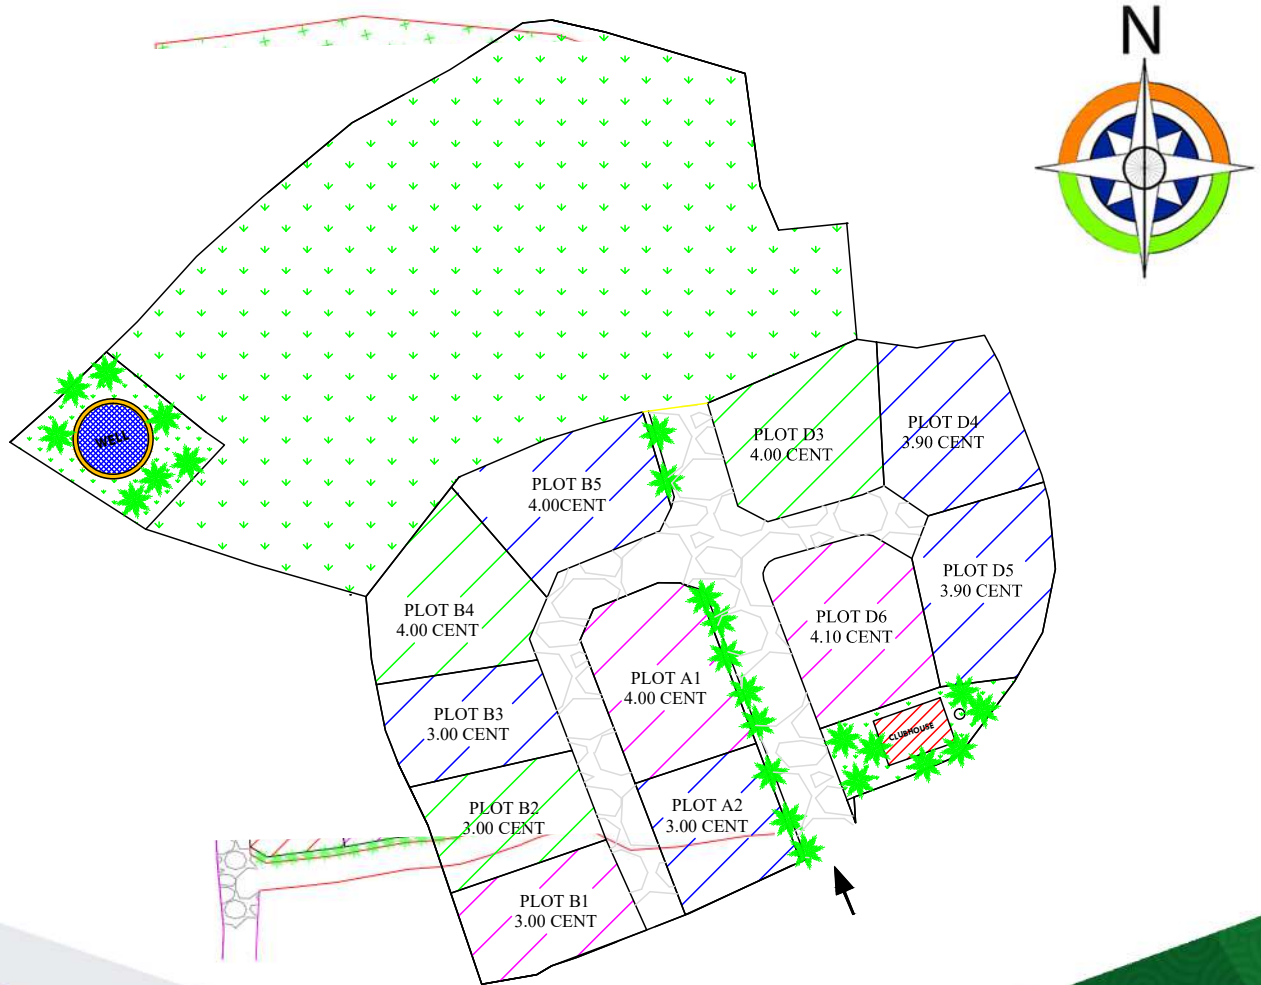 N
PLOT D4
3.90 CENT
PLOT D3
4.00 CENT
WELL
PLOT B5
4.00CENT
PLOT D5
3.90 CENT
PLOT B4
4.00 CENT
PLOT D6
4.10 CENT
PLOT A1
4.00 CENT
PLOT B3
3.00 CENT
CLUBHOUSE
PLOT A2
3.00 CENT
PLOT B2
3.00 CENT
PLOT B1
3.00 CENT